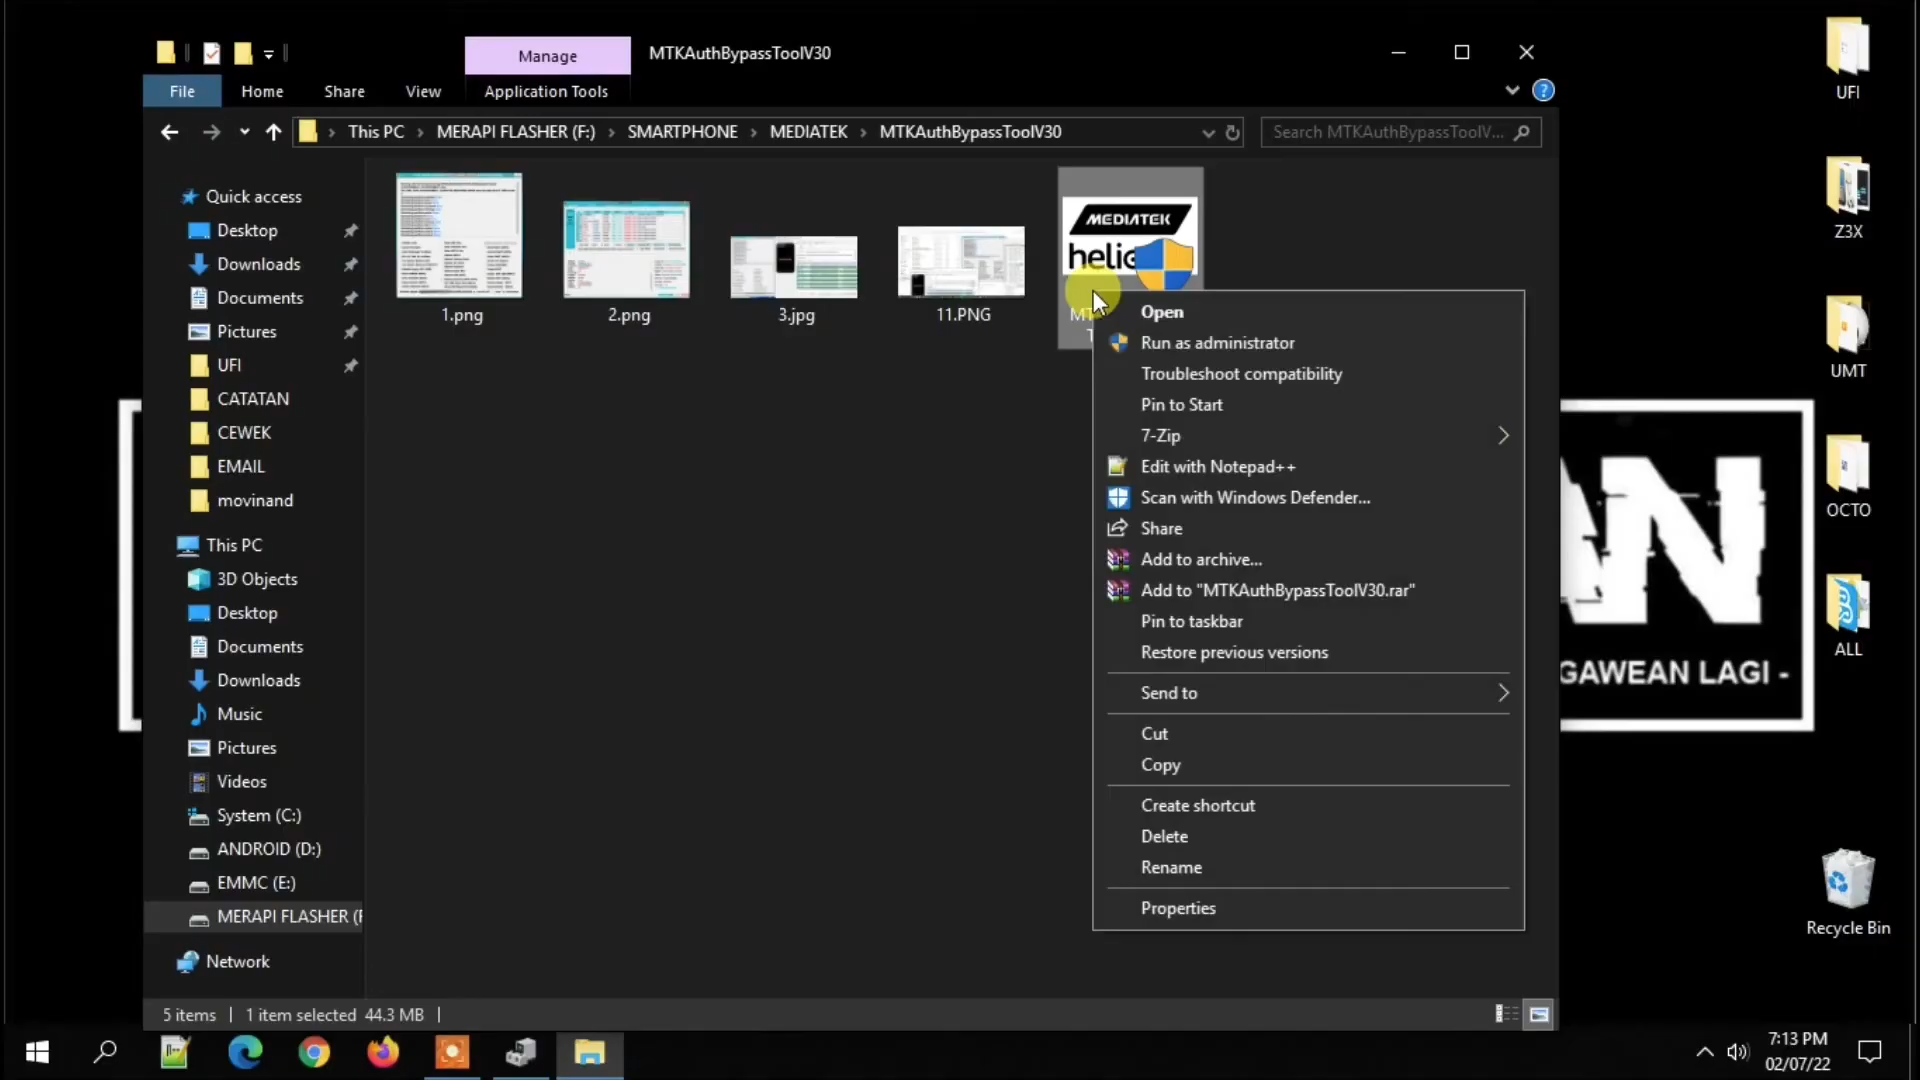 Manage
MTKAuthBypassToolV30
File
Home
Share
View
Application Tools
This PC
MERAPI FLASHER (F:)
SMARTPHONE
MEDIATEK
MTKAuthBypassToolV30
Search MTKAuthBypassToolV...
Quick access
Desktop
Downloads
Documents
Pictures
UFI
CATATAN
CEWEK
EMAIL
movinand
This PC
3D Objects
Desktop
Documents
Downloads
Music
Pictures
Videos
System (C:)
ANDROID (D:)
EMMC (E:)
MERAPI FLASHER (F
Network
1.png
2.png
3.jpg
11.PNG
MEDIATEK
helio
MT
T
Open
Run as administrator
Troubleshoot compatibility
Pin to Start
7-Zip
Edit with Notepad++
Scan with Windows Defender...
Share
Add to archive...
Add to "MTKAuthBypassToolV30.rar"
Pin to taskbar
Restore previous versions
Send to
Cut
Copy
Create shortcut
Delete
Rename
Properties
5 items
1 item selected 44.3 MB
UFI
Z3X
UMT
OCTO
ALL
Recycle Bin
AN
GAWEAN LAGI -
7:13 PM
02/07/22